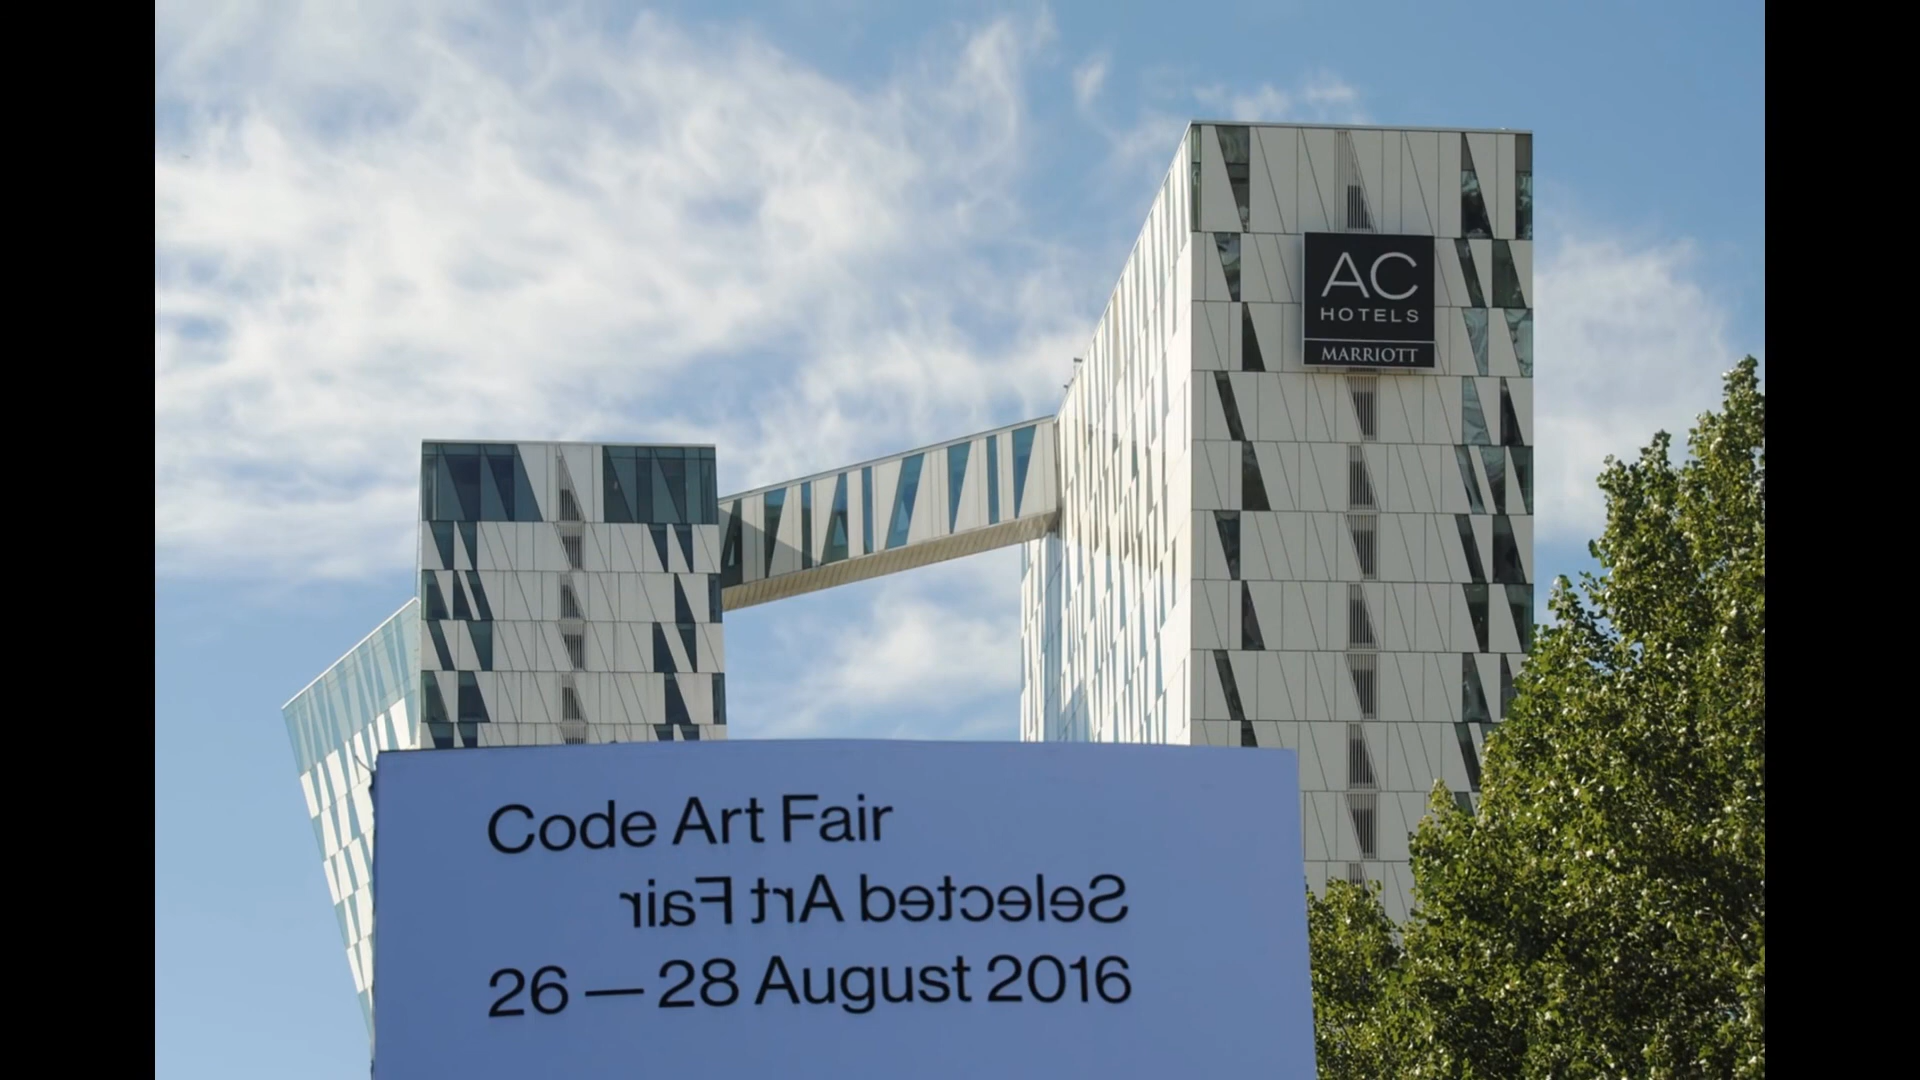 AC
HOTELS
MARRIOTT
Code Art Fair
Selected Art Fair
26 — 28 August 2016